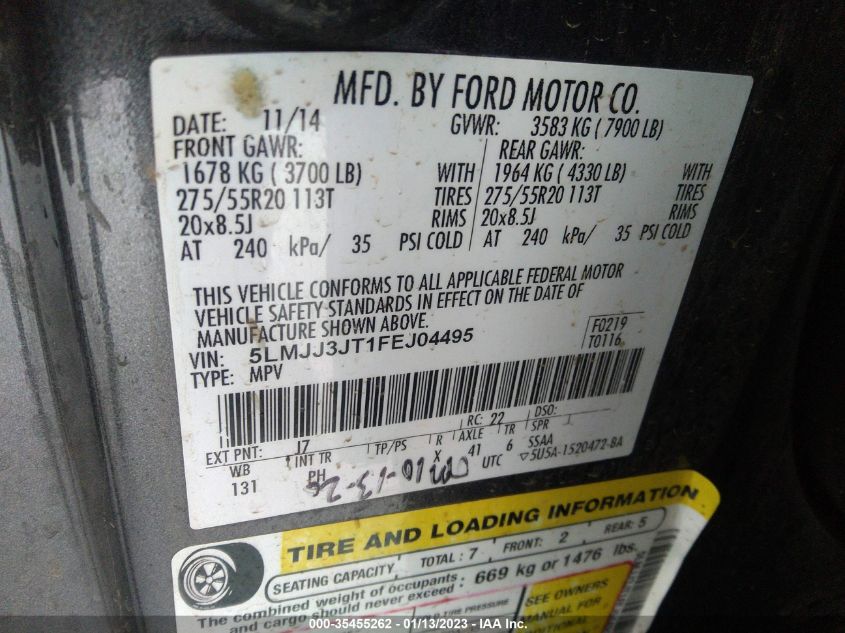 MFD. BY FORD MOTOR CO.
DATE: 11/14 GVWR: 3583 KG ( 7900 LB)
FRONT GAWR: REAR GAWR:
1678 KG ( 3700 LB) WITH 1964 KG ( 4330 LB) WITH
275/55R20 113T TIRES 275/55R20 113T TIRES
20x8.5J RIMS 20x8.5J RIMS
AT 240 kPa/ 35 PSI COLD AT 240 kPa/ 35 PSI COLD
THIS VEHICLE CONFORMS TO ALL APPLICABLE FEDERAL MOTOR
VEHICLE SAFETY STANDARDS IN EFFECT ON THE DATE OF
MANUFACTURE SHOWN ABOVE.
VIN: 5LMJJ3JT1FEJ04495 F0219
TYPE: MPV T0116
EXT PNT: J7 RC: 22 DSO:
WB INT TR TP/PS R AXLE TR SPR
131 PH X 41 6 SSAA
UTC ▽5U5A-1520472-BA
TIRE AND LOADING INFORMATION
SEATING CAPACITY TOTAL : 7 FRONT: 2 REAR: 5
The combined weight of occupants
and cargo should never exceed : 669 kg or 1476 lbs.
TIRE PRESSURE SEE OWNERS
MANUAL FOR
000-35455262 - 01/13/2023 - IAA Inc.